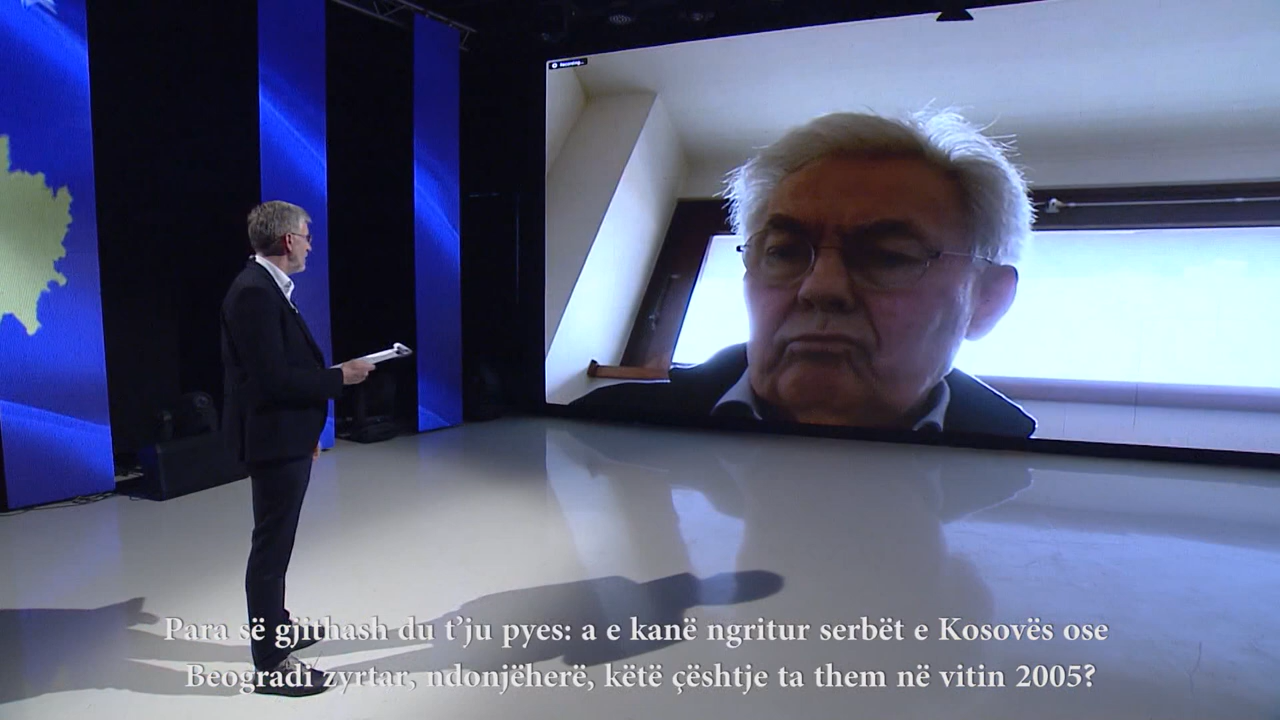 Recording...
Para së gjithash du t'ju pyes: a e kanë ngritur serbët e Kosovës ose
Beogradi zyrtar, ndonjëherë, këtë çështje ta them në vitin 2005?